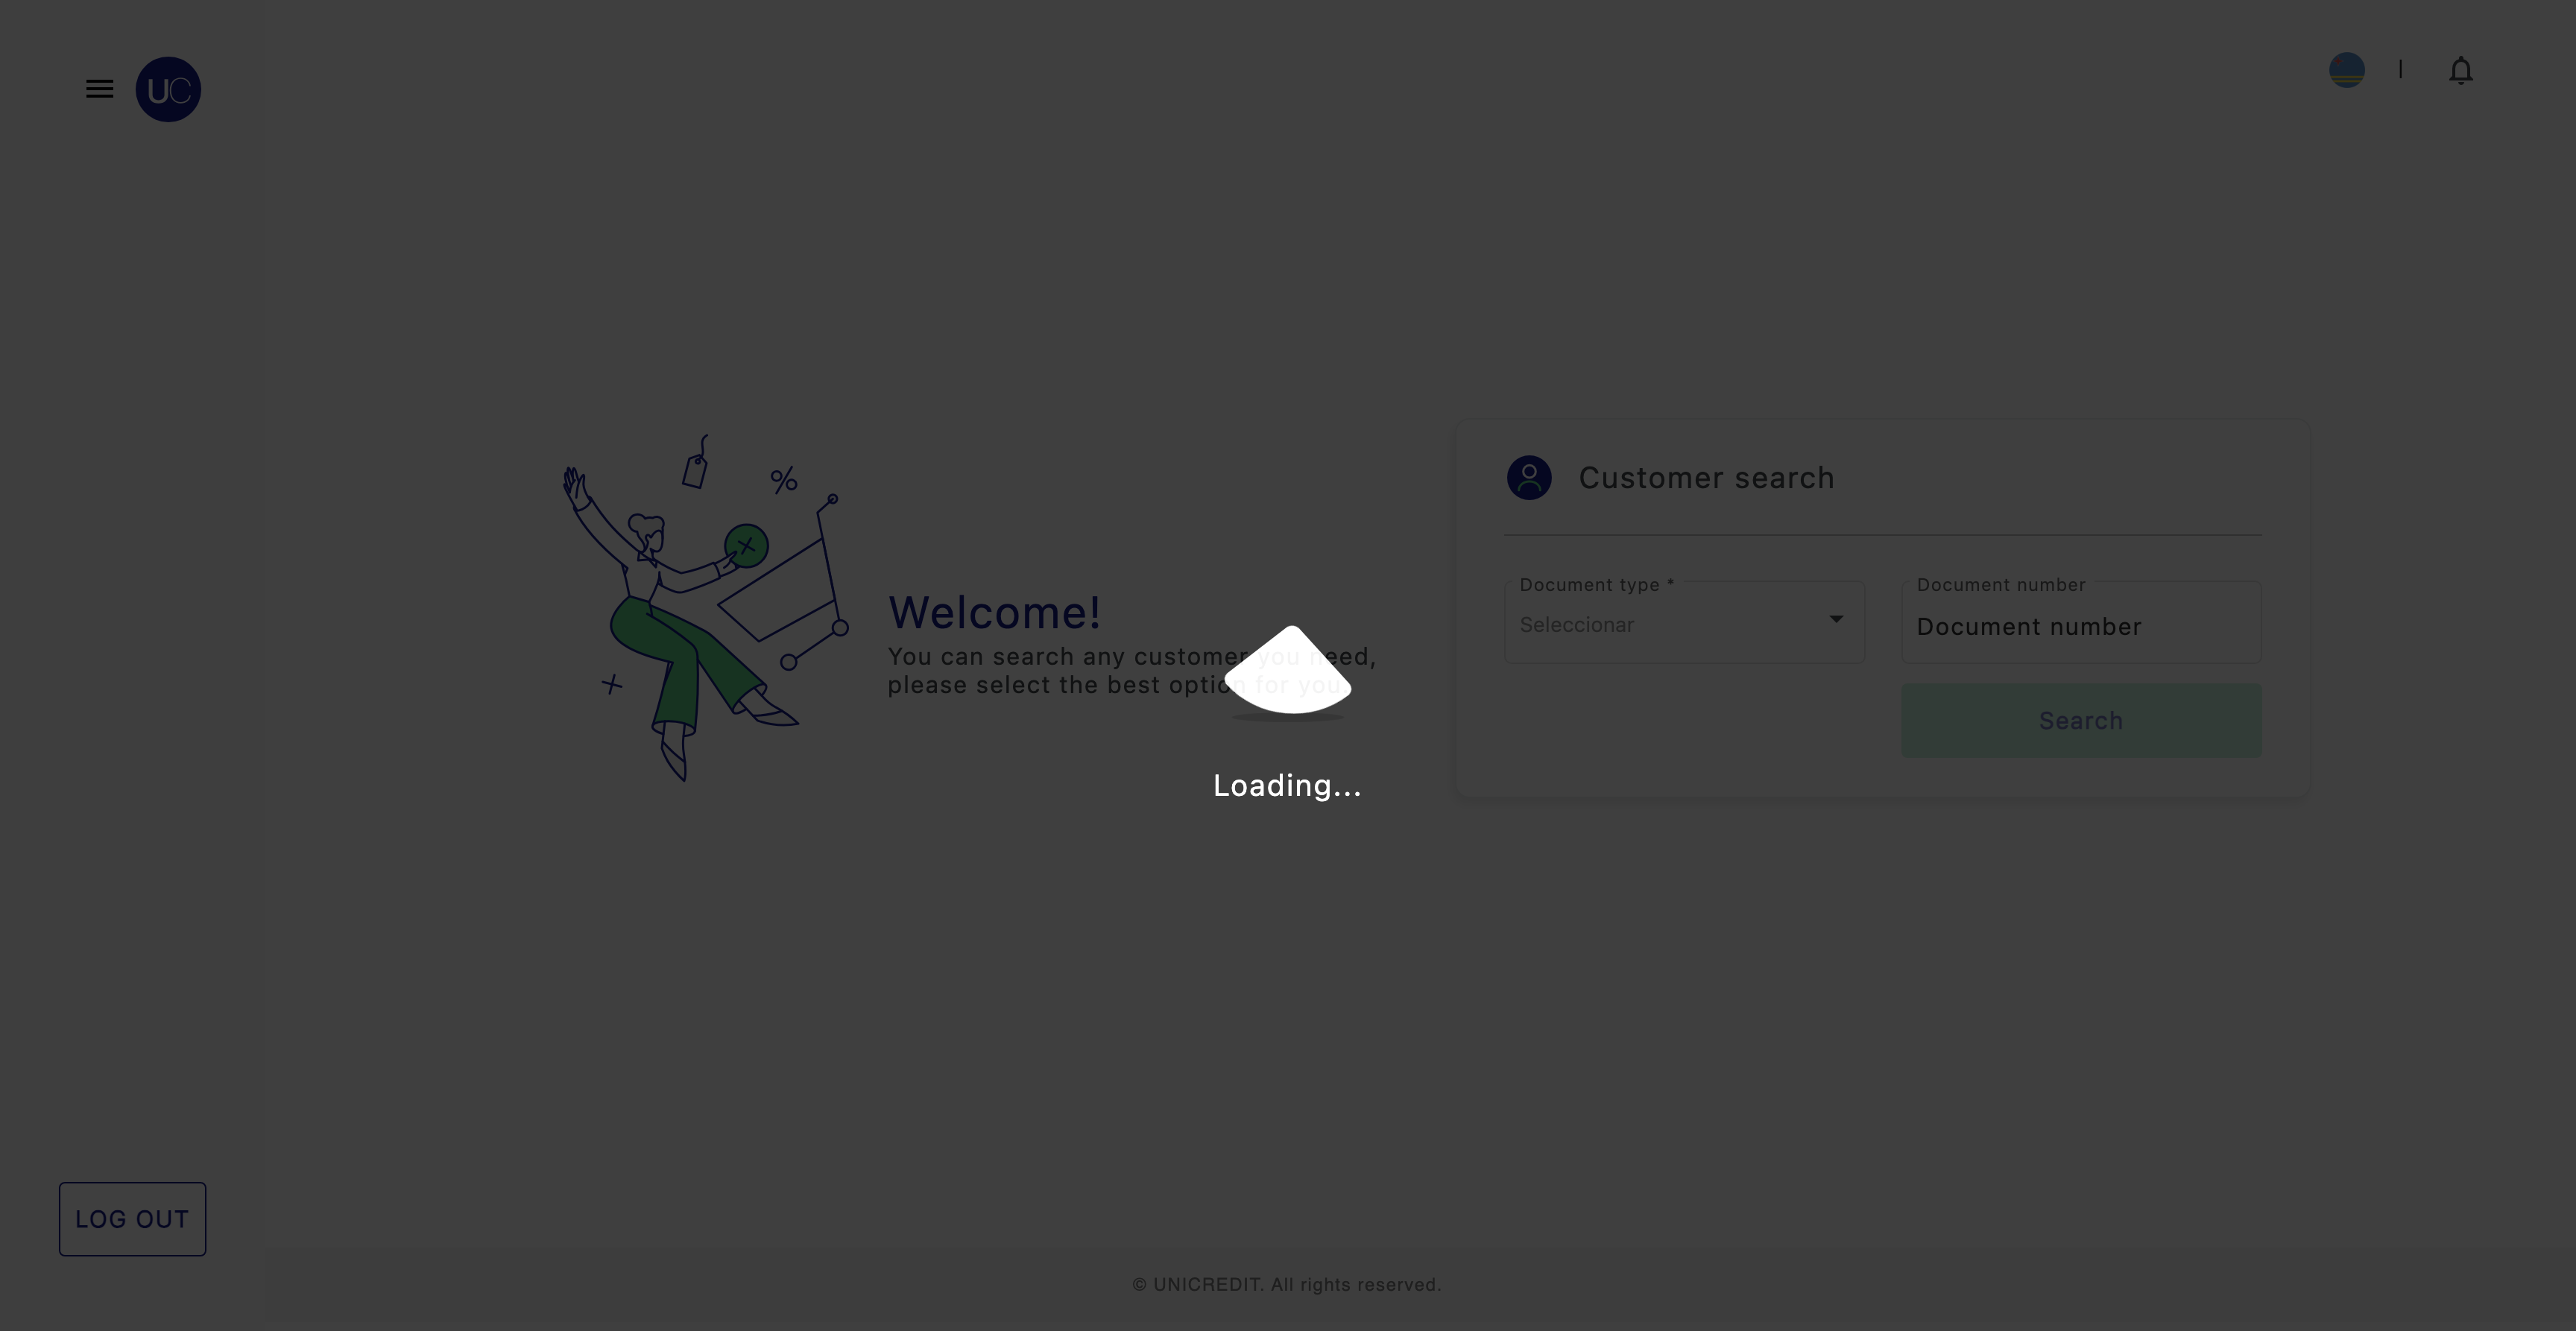 UC
Customer search
Document type *
Seleccionar
Document number
Document number
Search
Welcome!
You can search any customer you need,
please select the best option for you.
Loading...
LOG OUT
© UNICREDIT. All rights reserved.